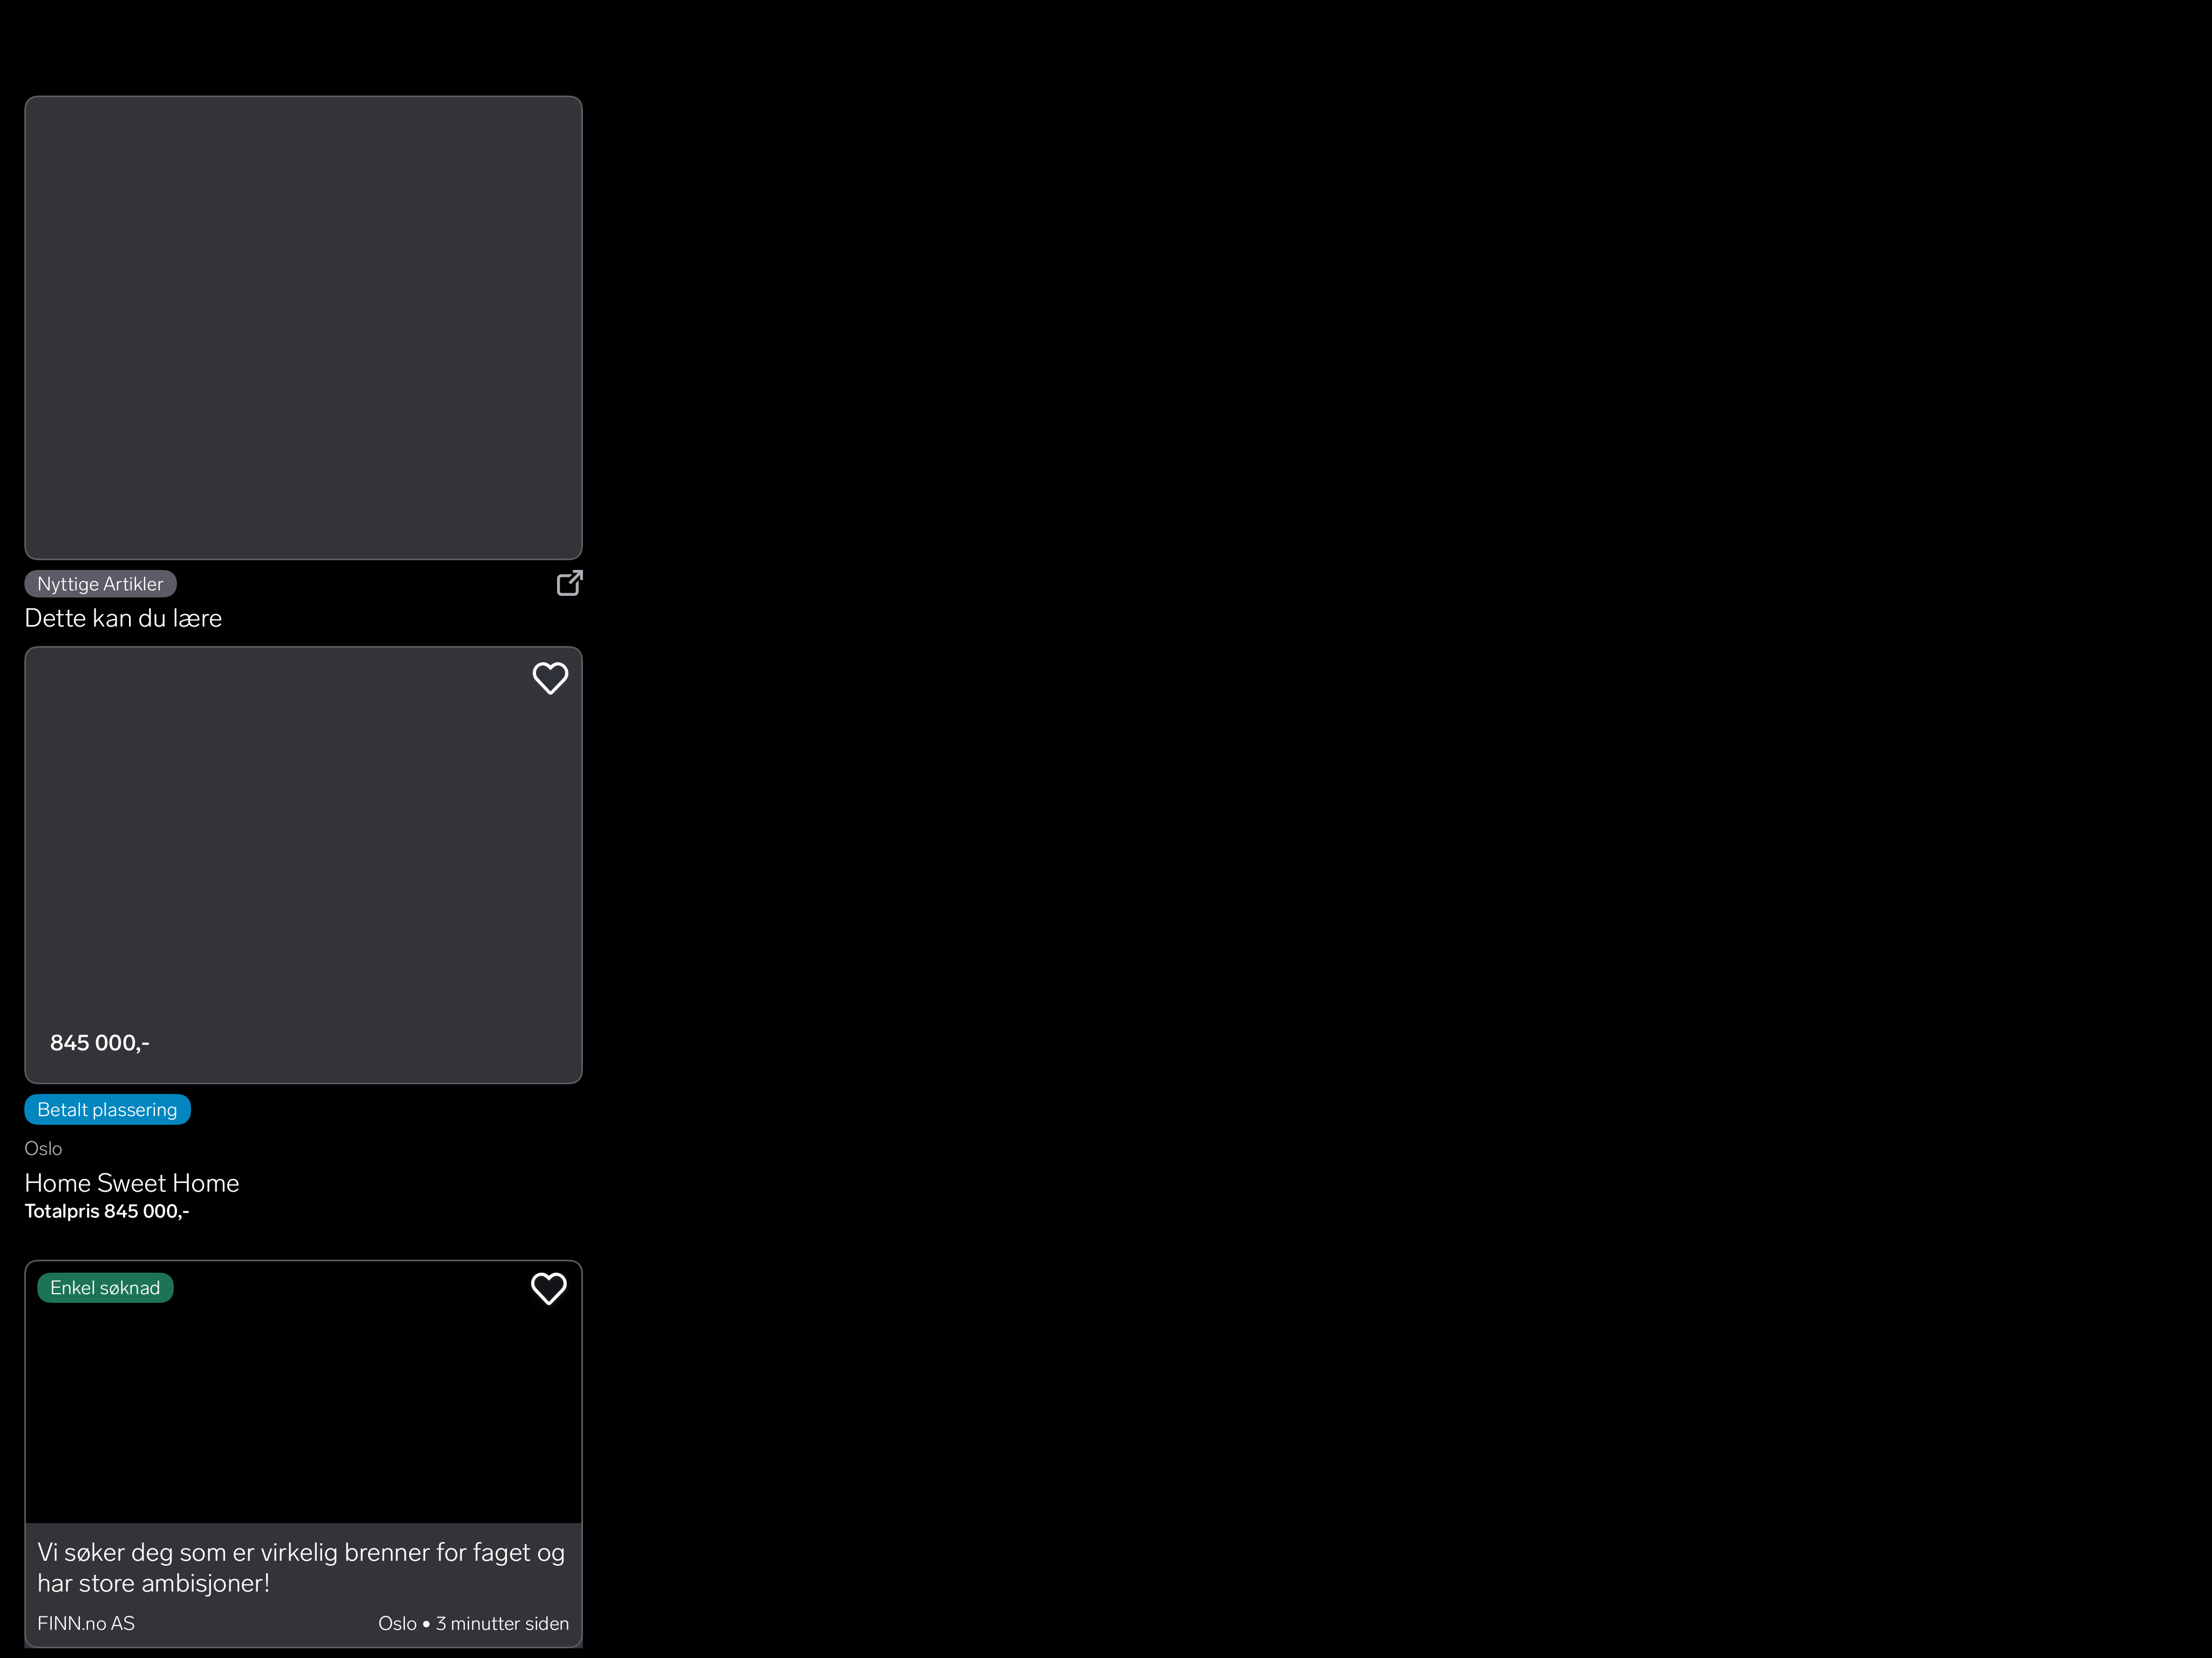 Nyttige Artikler
Dette kan du lære
845 000,-
Betalt plassering
Oslo
Home Sweet Home
Totalpris 845 000,-
Enkel søknad
Vi søker deg som er virkelig brenner for faget og
har store ambisjoner!
FINN.no AS
Oslo • 3 minutter siden